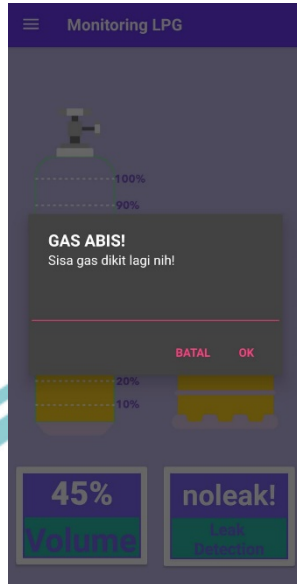 Monitoring LPG
100%
90%
GAS ABIS!
Sisa gas dikit lagi nih!
BATAL OK
20%
10%
45%
Volume
noleak!
Leak
Detection